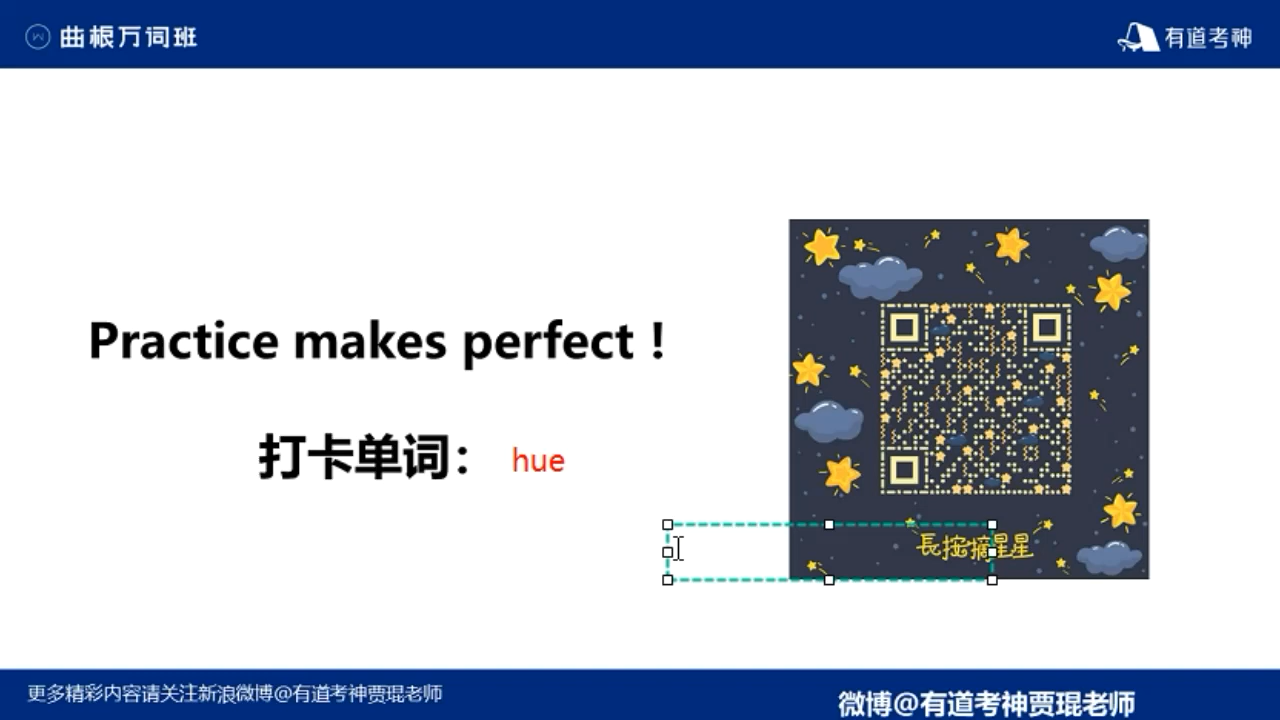 曲根万词班
有道考神
Practice makes perfect！
打卡单词： hue
長按摘星星
更多精彩内容请关注新浪微博@有道考神贾琨老师
微博@有道考神贾琨老师